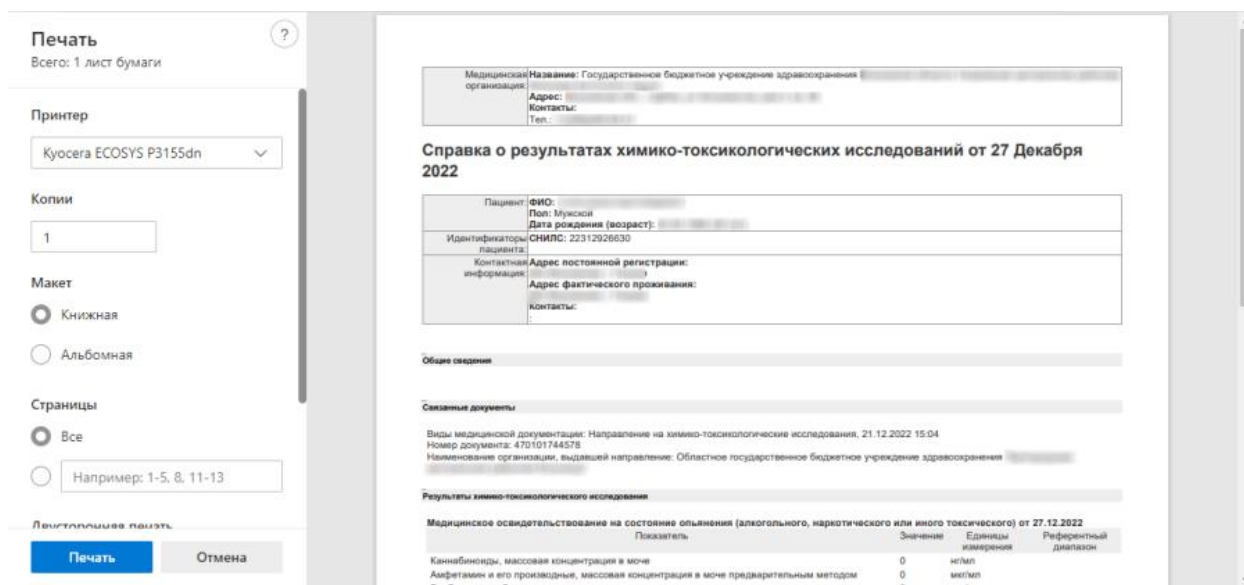 Печать
?
Всего: 1 лист бумаги
Принтер
Kyocera ECOSYS P3155dn
Копии
1
Макет
Книжная
Альбомная
Страницы
Все
Например: 1-5, 8, 11-13
Двусторонняя печать
Печать
Отмена
Медицинская Название: Государственное бюджетное учреждение здравоохранения
организация:
Адрес:
Контакты:
Тел.:
Справка о результатах химико-токсикологических исследований от 27 Декабря
2022
Пациент: ФИО:
Пол: Мужской
Дата рождения (возраст):
Идентификаторы СНИЛС: 22312926630
пациента:
Контактная Адрес постоянной регистрации:
информация:
Адрес фактического проживания:
Контакты:
:
Общие сведения
Связанные документы
Виды медицинской документации: Направление на химико-токсикологические исследования, 21.12.2022 15:04
Номер документа: 470101744578
Наименование организации, выдавшей направление: Областное государственное бюджетное учреждение здравоохранения
Результаты химико-токсикологического исследования
Медицинское освидетельствование на состояние опьянения (алкогольного, наркотического или иного токсического) от 27.12.2022
Показатель Значение Единицы Референтный
измерения диапазон
Каннабиноиды, массовая концентрация в моче 0 нг/мл
Амфетамин и его производные, массовая концентрация в моче предварительным методом 0 мкг/мл